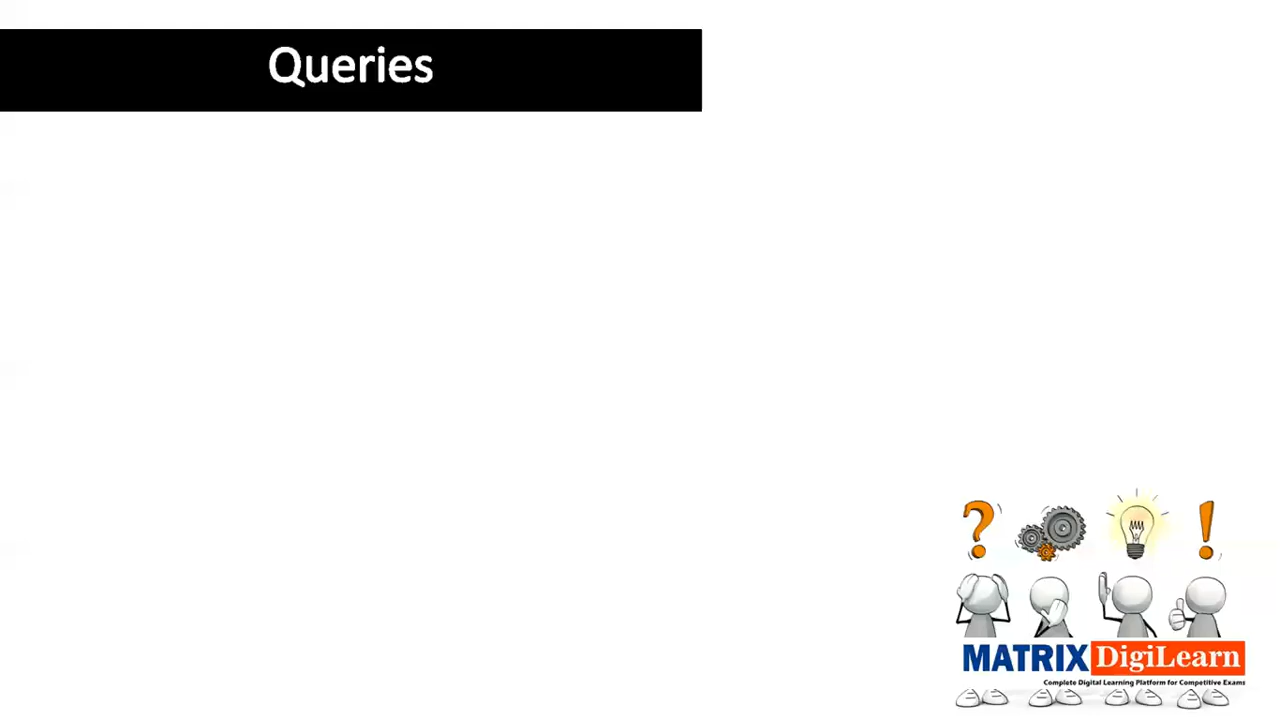 Queries
MATRIX DigiLearn
Complete Digital Learning Platform for Competitive Exams